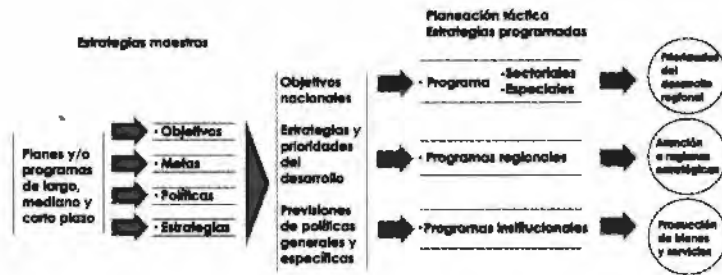 Estrategias maestras
Planeación táctica
Estrategias programadas
Planes y/o
programas
de largo,
mediano y
corto plazo
· Objetivos
· Metas
· Políticas
· Estrategias
Objetivos
nacionales
Estrategias y
prioridades
del
desarrollo
Previsiones
de políticas
generales y
específicas
· Programa
-Sectoriales
-Especiales
· Programas regionales
· Programas institucionales
Prioridades
del
desarrollo
regional
Atención
a regiones
estratégicas
Producción
de bienes
y servicios